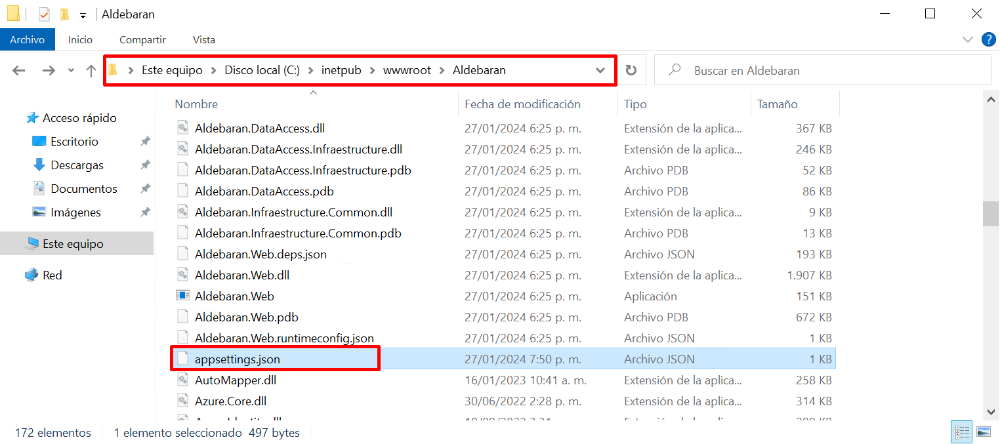 Aldebaran
Archivo Inicio Compartir Vista
Este equipo Disco local (C:) inetpub wwwroot Aldebaran Buscar en Aldebaran
Acceso rápido
Escritorio
Descargas
Documentos
Imágenes
Este equipo
Red
Nombre Fecha de modificación Tipo Tamaño
Aldebaran.DataAccess.dll 27/01/2024 6:25 p. m. Extensión de la aplica... 367 KB
Aldebaran.DataAccess.Infraestructure.dll 27/01/2024 6:25 p. m. Extensión de la aplica... 246 KB
Aldebaran.DataAccess.Infraestructure.pdb 27/01/2024 6:25 p. m. Archivo PDB 52 KB
Aldebaran.DataAccess.pdb 27/01/2024 6:25 p. m. Archivo PDB 86 KB
Aldebaran.Infraestructure.Common.dll 27/01/2024 6:25 p. m. Extensión de la aplica... 9 KB
Aldebaran.Infraestructure.Common.pdb 27/01/2024 6:25 p. m. Archivo PDB 13 KB
Aldebaran.Web.deps.json 27/01/2024 6:25 p. m. Archivo JSON 193 KB
Aldebaran.Web.dll 27/01/2024 6:25 p. m. Extensión de la aplica... 1.907 KB
Aldebaran.Web 27/01/2024 6:25 p. m. Aplicación 151 KB
Aldebaran.Web.pdb 27/01/2024 6:25 p. m. Archivo PDB 672 KB
Aldebaran.Web.runtimeconfig.json 27/01/2024 6:25 p. m. Archivo JSON 1 KB
appsettings.json 27/01/2024 7:50 p. m. Archivo JSON 1 KB
AutoMapper.dll 16/01/2023 10:41 a. m. Extensión de la aplica... 258 KB
Azure.Core.dll 30/06/2022 2:28 p. m. Extensión de la aplica... 314 KB
172 elementos 1 elemento seleccionado 497 bytes